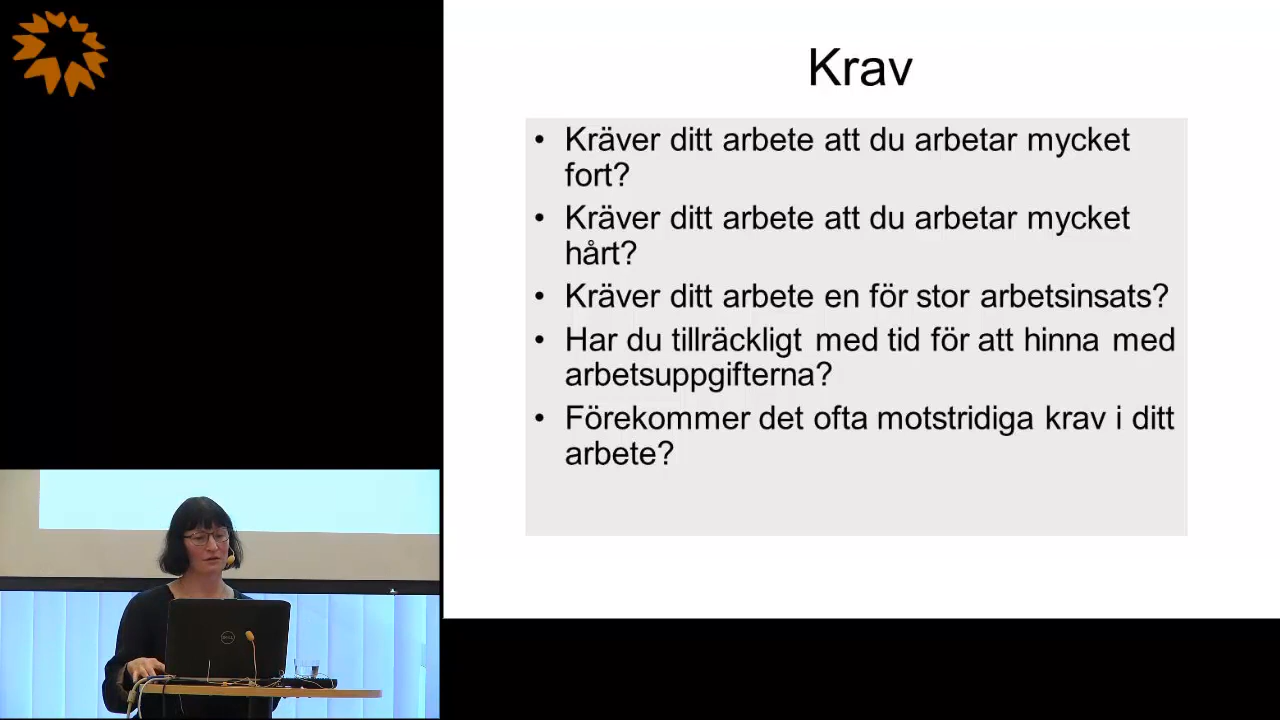 Krav
• Kräver ditt arbete att du arbetar mycket
fort?
• Kräver ditt arbete att du arbetar mycket
hårt?
• Kräver ditt arbete en för stor arbetsinsats?
• Har du tillräckligt med tid för att hinna med
arbetsuppgifterna?
• Förekommer det ofta motstridiga krav i ditt
arbete?
DELL